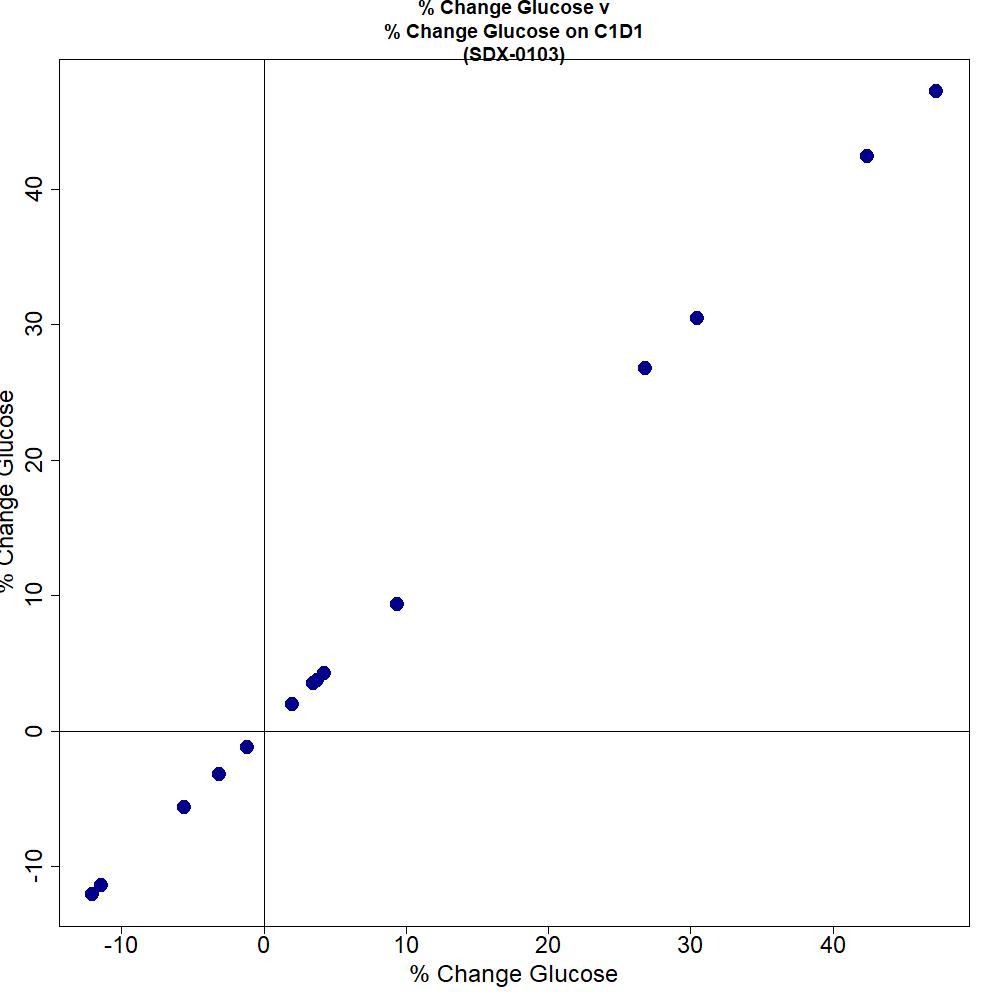 % Change Glucose v
% Change Glucose on C1D1
(SDX-0103)
% Change Glucose
40
30
20
10
0
-10
-10 0 10 20 30 40
% Change Glucose